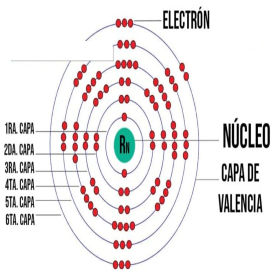 ELECTRÓN
1RA. CAPA
2DA. CAPA
3RA. CAPA
4TA. CAPA
5TA. CAPA
6TA. CAPA
Rn
NÚCLEO
CAPA DE
VALENCIA